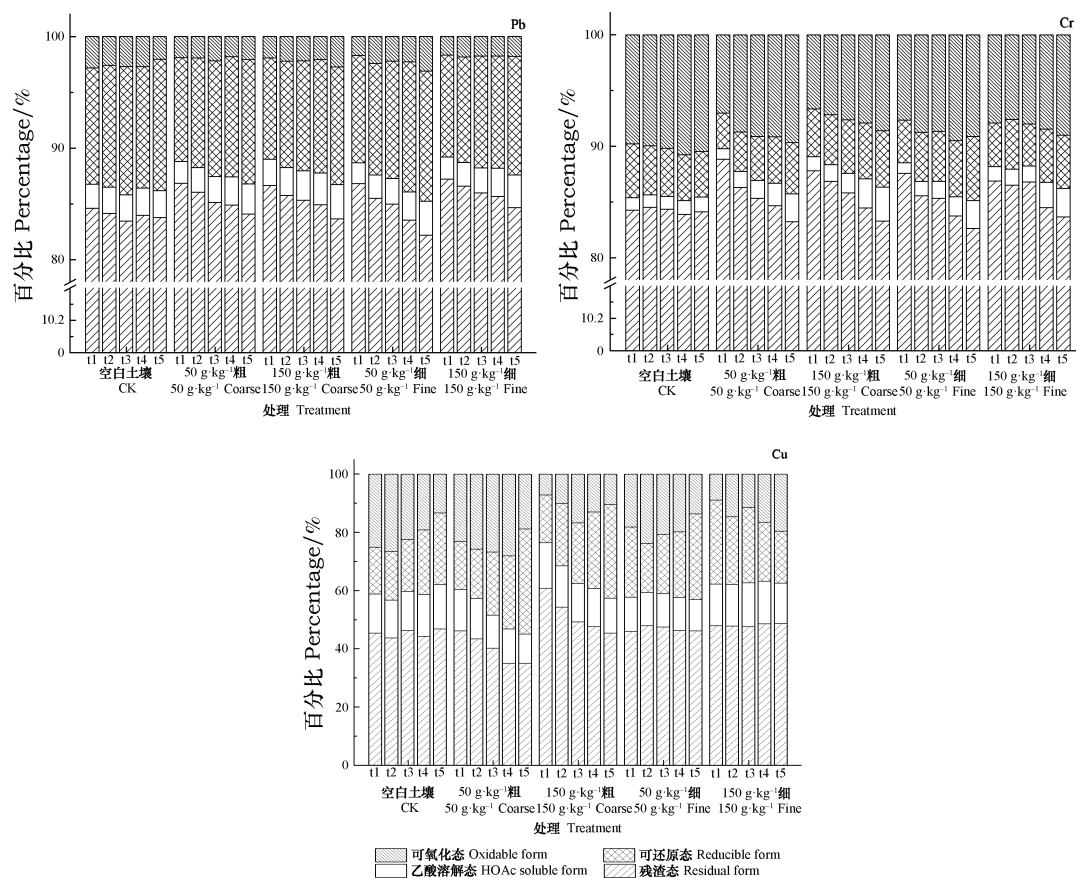 Pb
百分比 Percentage/%
100
90
80
10.2
0
t1 t2 t3 t4 t5 t1 t2 t3 t4 t5 t1 t2 t3 t4 t5 t1 t2 t3 t4 t5 t1 t2 t3 t4 t5
空白土壤 50 g·kg⁻¹粗 150 g·kg⁻¹粗 50 g·kg⁻¹细 150 g·kg⁻¹细
CK 50 g·kg⁻¹ Coarse 150 g·kg⁻¹ Coarse 50 g·kg⁻¹ Fine 150 g·kg⁻¹ Fine
处理 Treatment
Cr
百分比 Percentage/%
100
90
80
10.2
0
t1 t2 t3 t4 t5 t1 t2 t3 t4 t5 t1 t2 t3 t4 t5 t1 t2 t3 t4 t5 t1 t2 t3 t4 t5
空白土壤 50 g·kg⁻¹粗 150 g·kg⁻¹粗 50 g·kg⁻¹细 150 g·kg⁻¹细
CK 50 g·kg⁻¹ Coarse 150 g·kg⁻¹ Coarse 50 g·kg⁻¹ Fine 150 g·kg⁻¹ Fine
处理 Treatment
Cu
百分比 Percentage/%
100
80
60
40
20
0
t1 t2 t3 t4 t5 t1 t2 t3 t4 t5 t1 t2 t3 t4 t5 t1 t2 t3 t4 t5 t1 t2 t3 t4 t5
空白土壤 50 g·kg⁻¹粗 150 g·kg⁻¹粗 50 g·kg⁻¹细 150 g·kg⁻¹细
CK 50 g·kg⁻¹ Coarse 150 g·kg⁻¹ Coarse 50 g·kg⁻¹ Fine 150 g·kg⁻¹ Fine
处理 Treatment
可氧化态 Oxidable form 可还原态 Reducible form
乙酸溶解态 HOAc soluble form 残渣态 Residual form